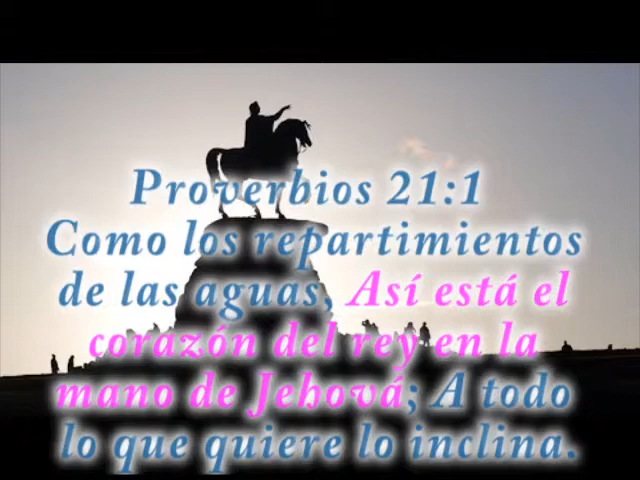 Proverbios 21:1
Como los repartimientos
de las aguas, Así está el
corazón del rey en la
mano de Jehová; A todo
lo que quiere lo inclina.